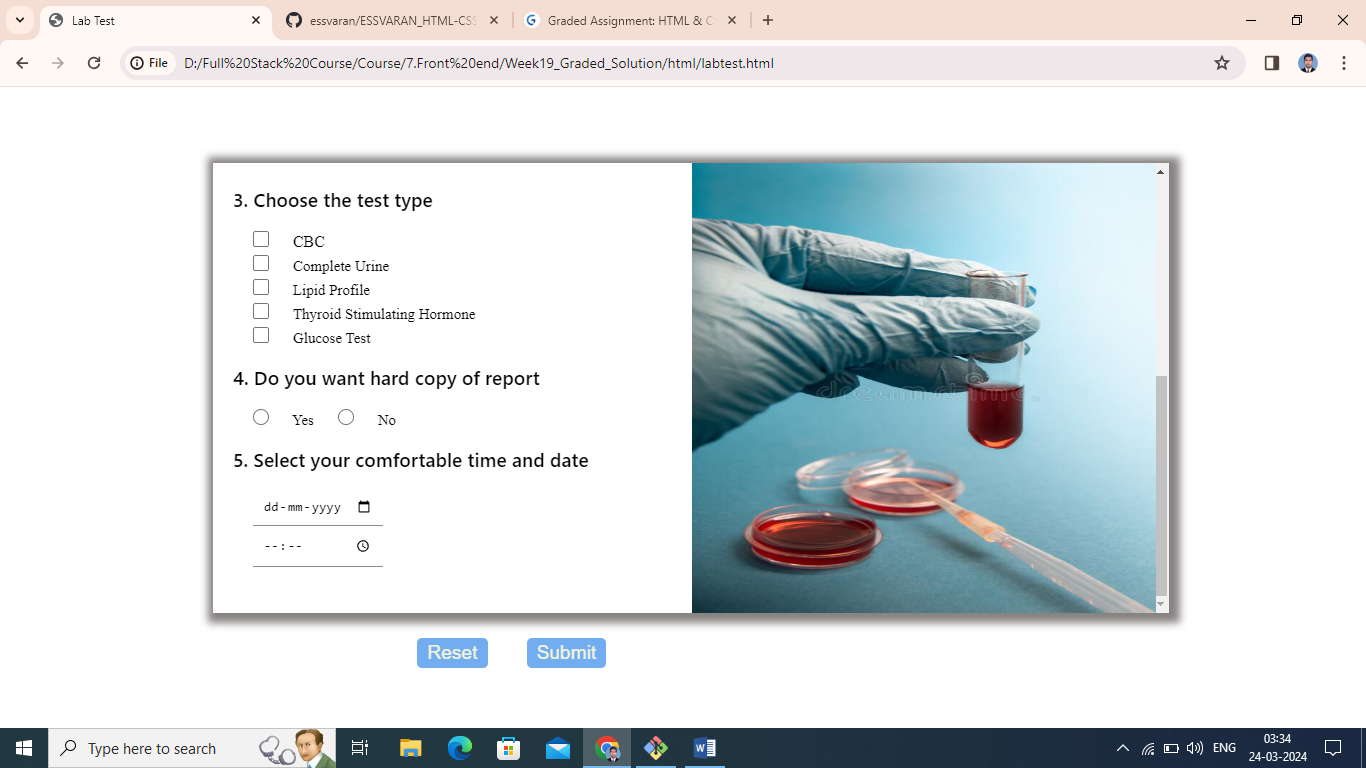 Lab Test
essvaran/ESSVARAN_HTML-CSS
Graded Assignment: HTML & C
File
D:/Full%20Stack%20Course/Course/7.Front%20end/Week19_Graded_Solution/html/labtest.html
3. Choose the test type
CBC
Complete Urine
Lipid Profile
Thyroid Stimulating Hormone
Glucose Test
4. Do you want hard copy of report
Yes No
5. Select your comfortable time and date
dd-mm-yyyy
--:--
dreamstime.
Reset Submit
Type here to search
ENG
03:34
24-03-2024